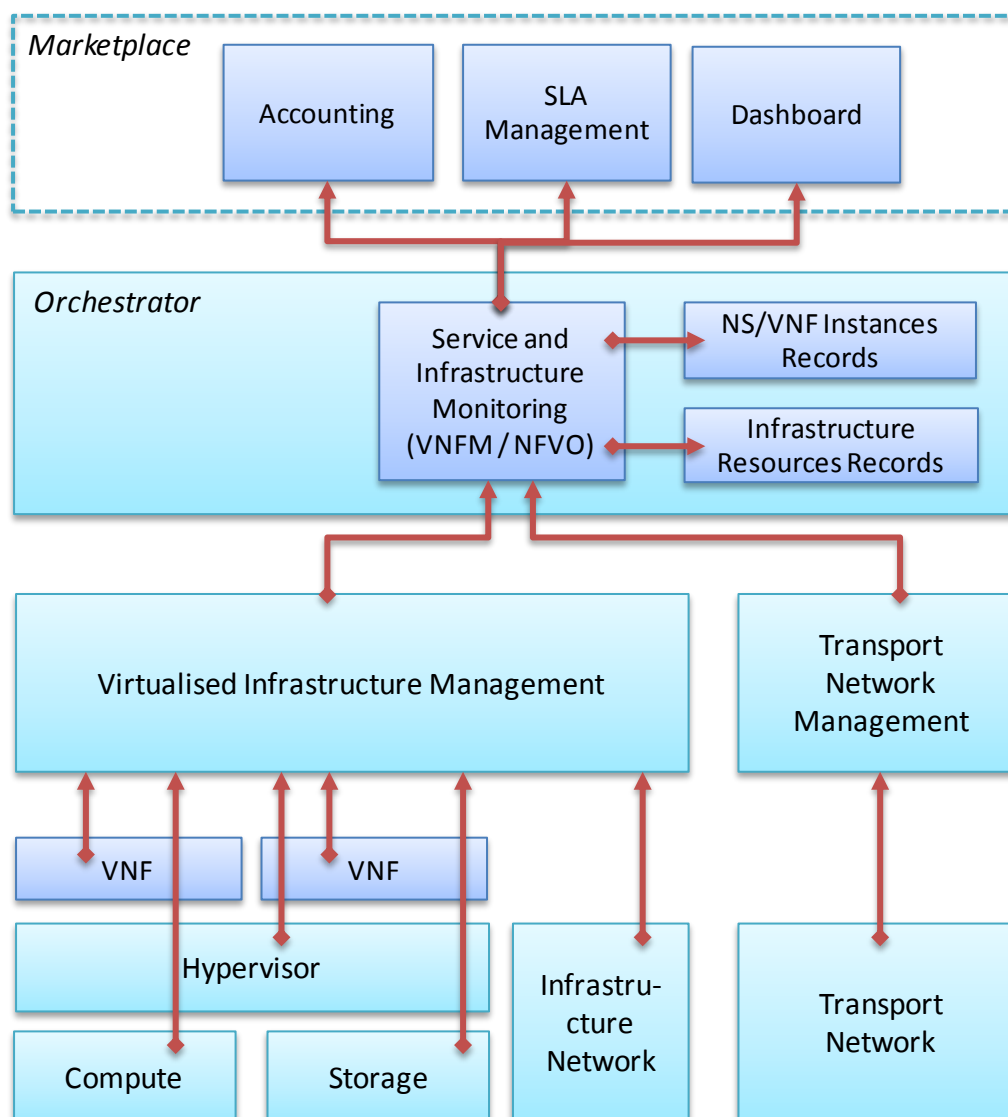 Marketplace
Accounting
SLA
Management
Dashboard
Orchestrator
Service and
Infrastructure
Monitoring
(VNFM / NFVO)
NS/VNF Instances
Records
Infrastructure
Resources Records
Virtualised Infrastructure Management
Transport
Network
Management
VNF
VNF
Hypervisor
Infrastru-
cture
Network
Transport
Network
Compute
Storage